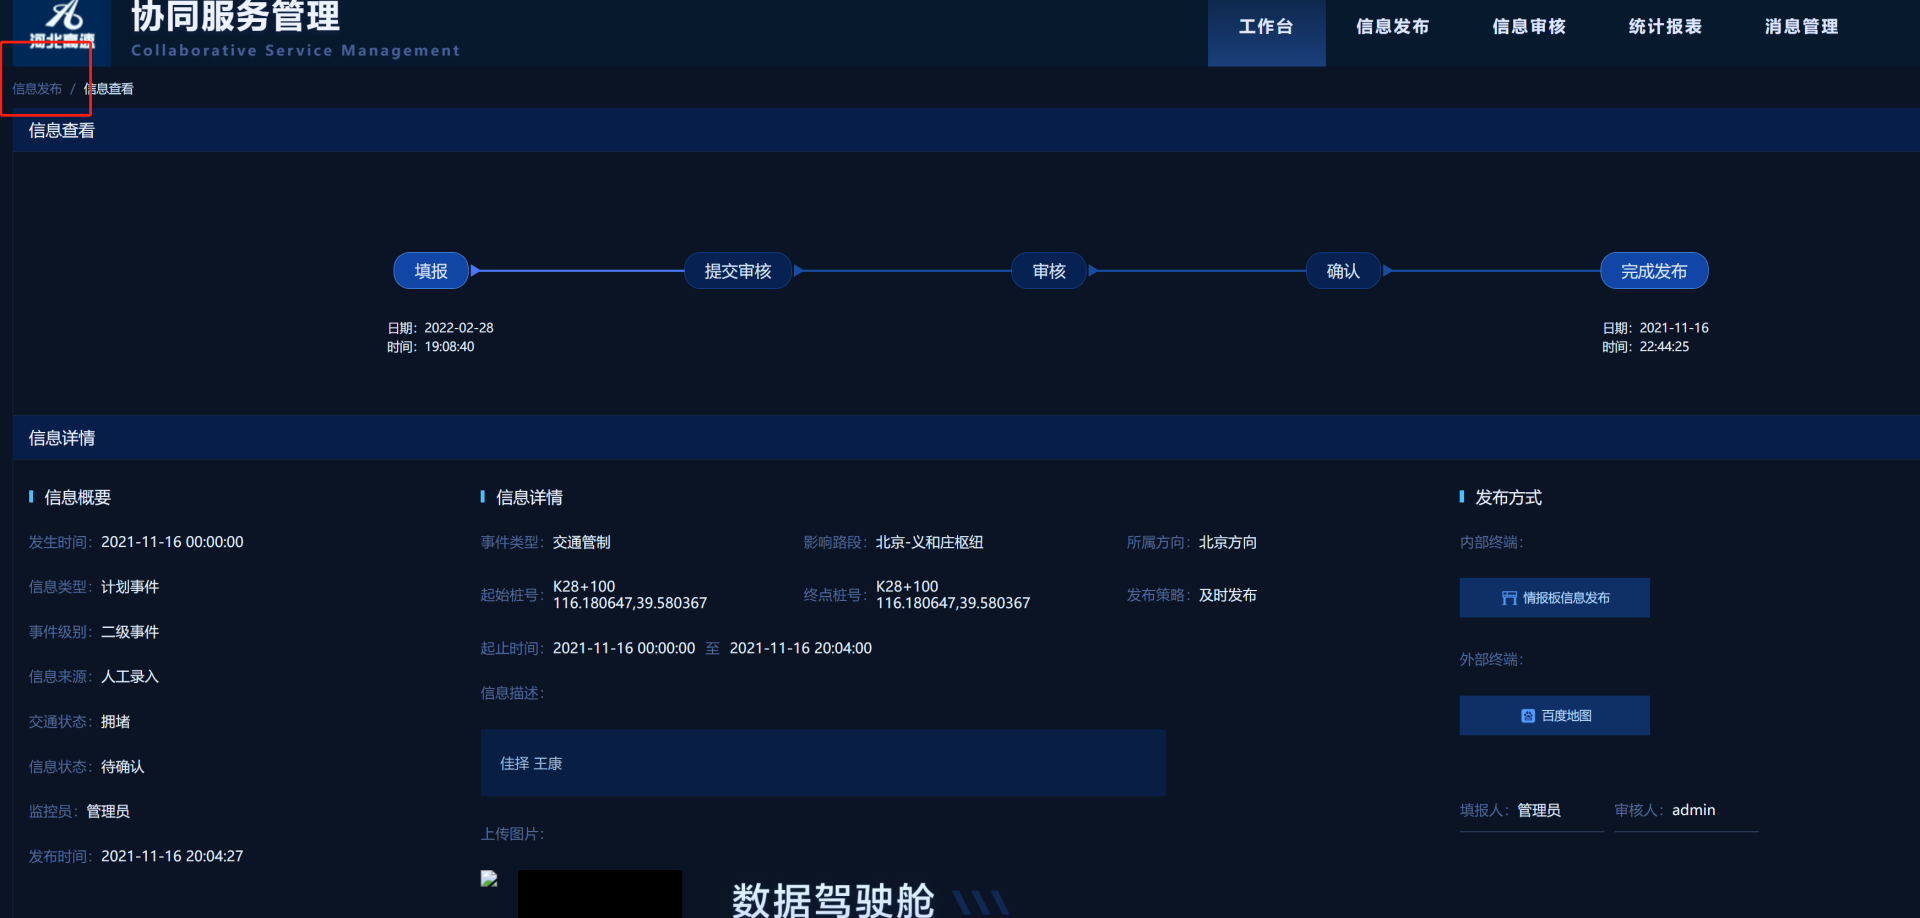 协同服务管理
Collaborative Service Management
河北高速
工作台 信息发布 信息审核 统计报表 消息管理
信息发布 / 信息查看
信息查看
填报 提交审核 审核 确认 完成发布
日期：2022-02-28
时间：19:08:40
日期：2021-11-16
时间：22:44:25
信息详情
信息概要
发生时间：2021-11-16 00:00:00
信息类型：计划事件
事件级别：二级事件
信息来源：人工录入
交通状态：拥堵
信息状态：待确认
监控员：管理员
发布时间：2021-11-16 20:04:27
信息详情
事件类型：交通管制 影响路段：北京-义和庄枢纽 所属方向：北京方向
起始桩号：K28+100
116.180647,39.580367
终点桩号：K28+100
116.180647,39.580367
发布策略：及时发布
起止时间：2021-11-16 00:00:00 至 2021-11-16 20:04:00
信息描述：
佳择 王康
上传图片：
数据驾驶舱
发布方式
内部终端：
情报板信息发布
外部终端：
百度地图
填报人：管理员 审核人：admin